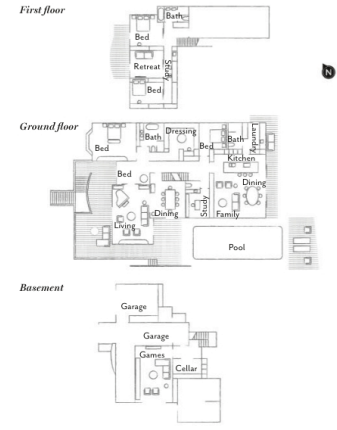 First floor
Bath
Bed
Retreat
Study
Bed
N
Ground floor
Bed
Bath
Dressing
Bed
Bath
Laundry
Kitchen
Bed
Dining
Living
Dining
Study
Family
Pool
Basement
Garage
Garage
Games
Cellar